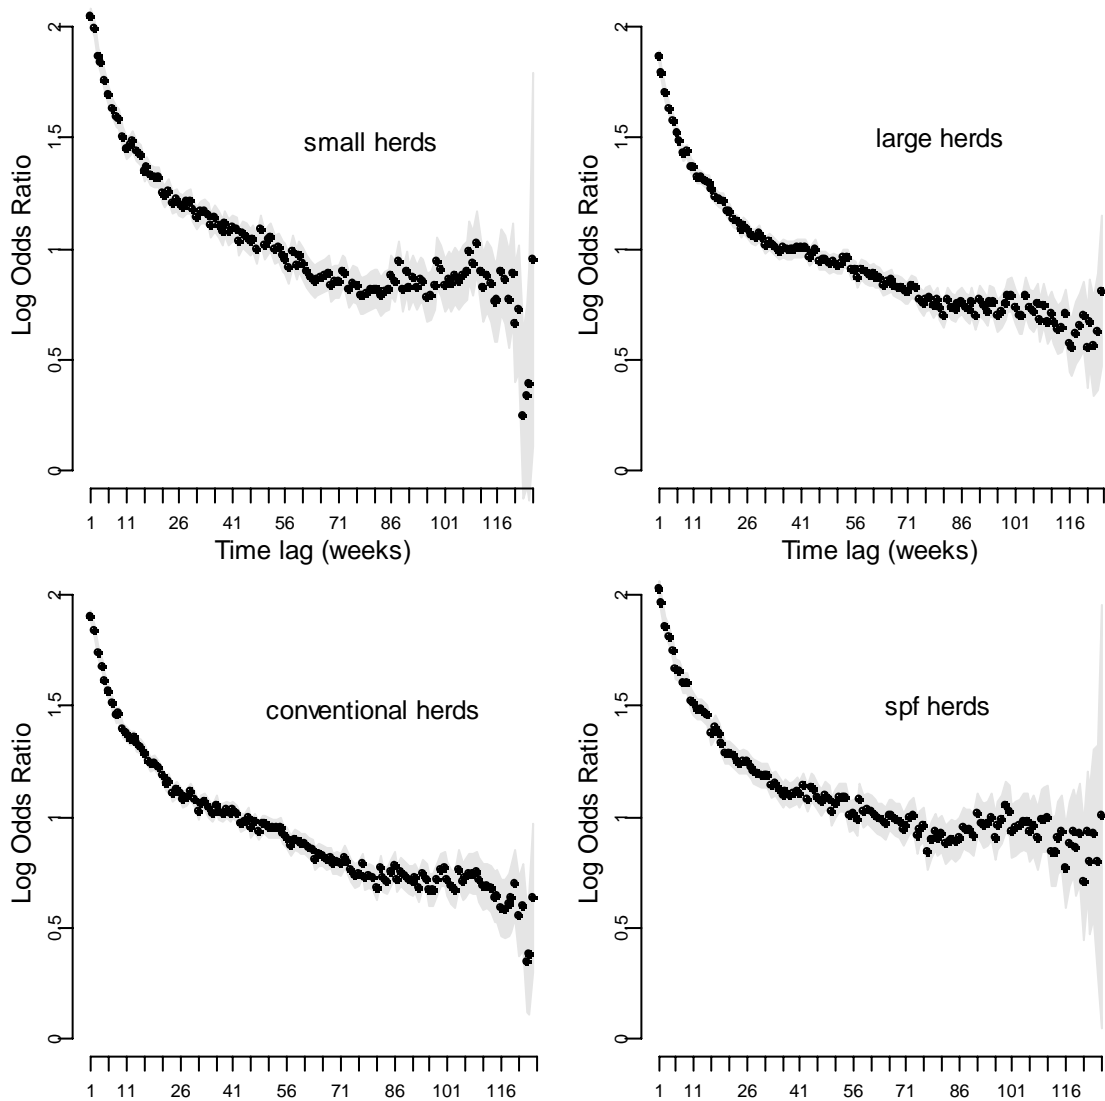 small herds
Log Odds Ratio
2
1.5
1
0.5
0
1 11 26 41 56 71 86 101 116
Time lag (weeks)
large herds
Log Odds Ratio
2
1.5
1
0.5
0
1 11 26 41 56 71 86 101 116
Time lag (weeks)
conventional herds
Log Odds Ratio
2
1.5
1
0.5
0
1 11 26 41 56 71 86 101 116
spf herds
Log Odds Ratio
2
1.5
1
0.5
0
1 11 26 41 56 71 86 101 116